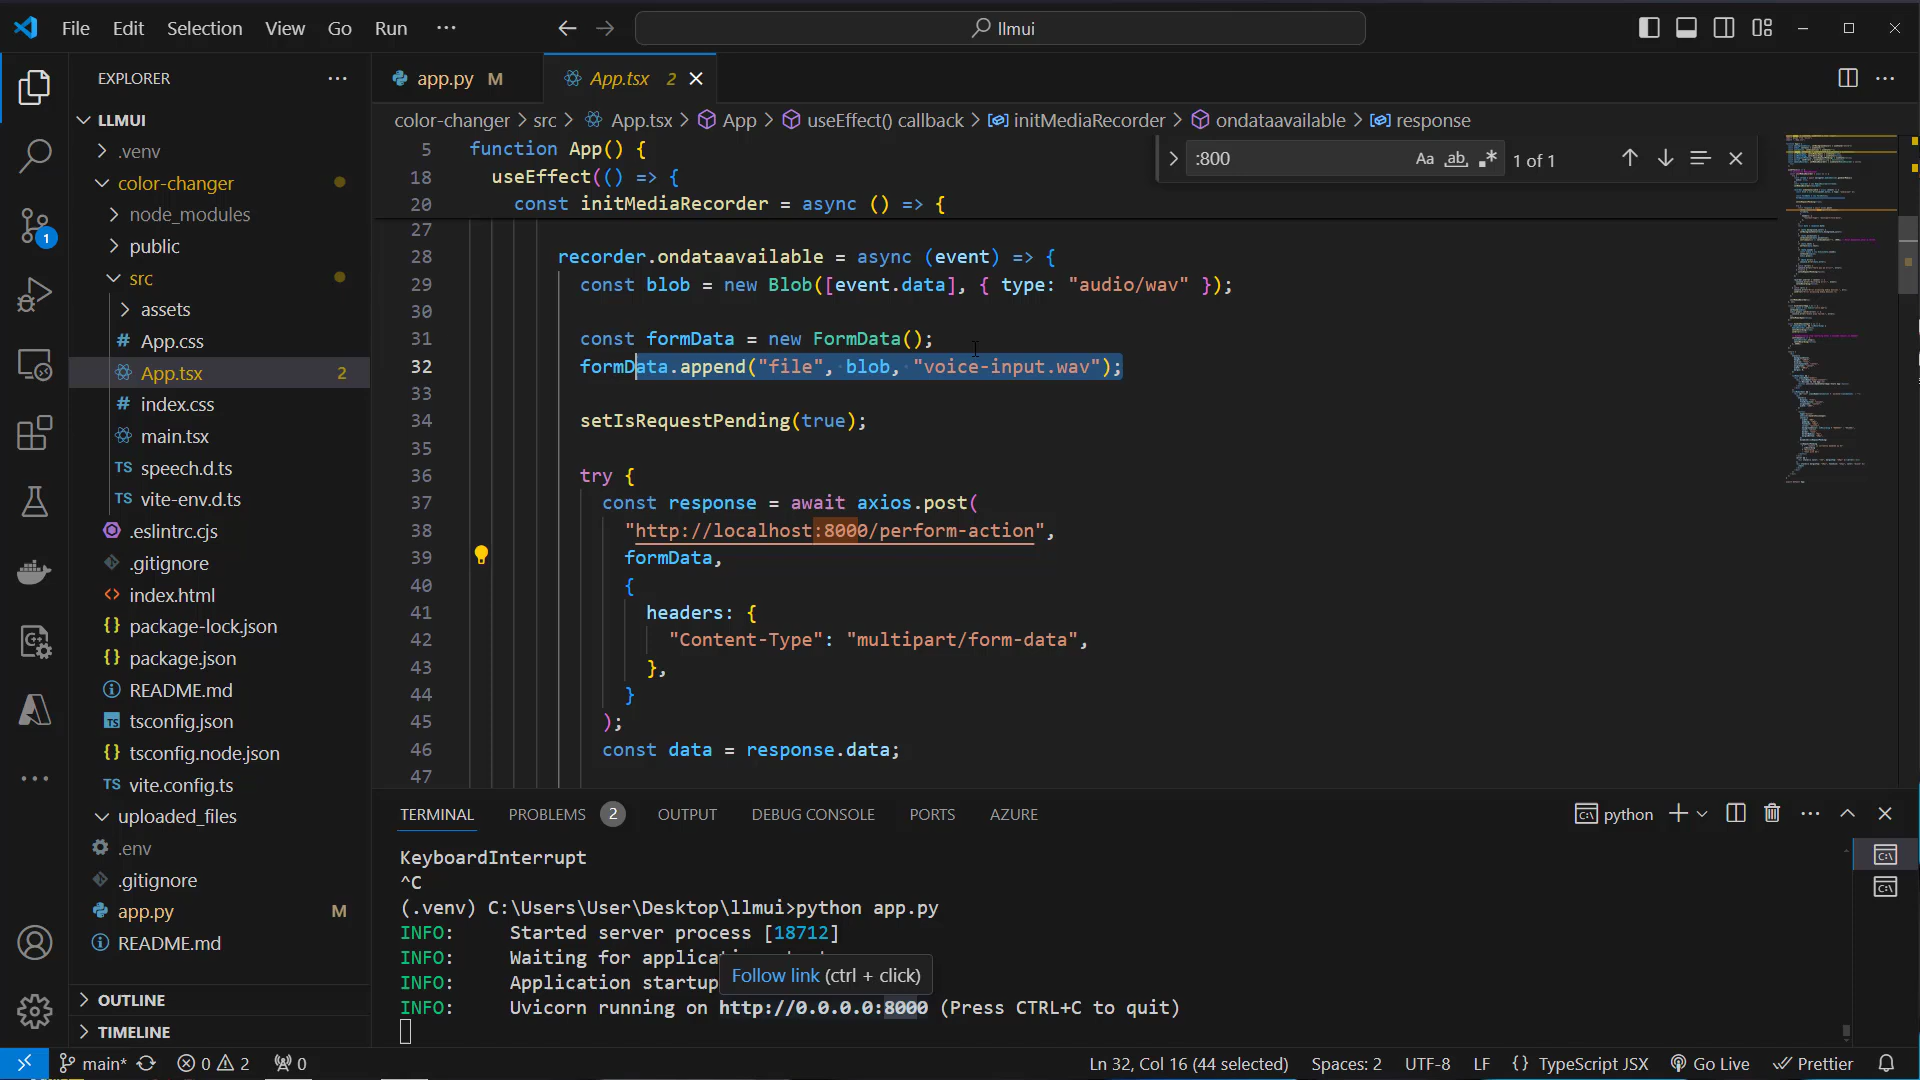 File Edit Selection View Go Run ··· llmui
EXPLORER
LLMUI
.venv
color-changer
node_modules
public
src
assets
# App.css
App.tsx 2
# index.css
main.tsx
TS speech.d.ts
TS vite-env.d.ts
.eslintrc.cjs
.gitignore
<> index.html
{} package-lock.json
{} package.json
README.md
TS tsconfig.json
{} tsconfig.node.json
TS vite.config.ts
uploaded_files
.env
.gitignore
app.py M
README.md
OUTLINE
TIMELINE
1
app.py M App.tsx 2
color-changer > src > App.tsx > App > useEffect() callback > initMediaRecorder > ondataavailable > response
:800 Aa ab 1 of 1
5 function App() {
18 useEffect(() => {
20 const initMediaRecorder = async () => {
27
28 recorder.ondataavailable = async (event) => {
29 const blob = new Blob([event.data], { type: "audio/wav" });
30
31 const formData = new FormData();
32 formData.append("file", blob, "voice-input.wav");
33
34 setIsRequestPending(true);
35
36 try {
37 const response = await axios.post(
38 "http://localhost:8000/perform-action",
39 formData,
40 {
41 headers: {
42 "Content-Type": "multipart/form-data",
43 },
44 }
45 );
46 const data = response.data;
47
TERMINAL PROBLEMS 2 OUTPUT DEBUG CONSOLE PORTS AZURE python
KeyboardInterrupt
^C
(.venv) C:\Users\User\Desktop\llmui>python app.py
INFO: Started server process [18712]
INFO: Waiting for applicati
INFO: Application startup
Follow link (ctrl + click)
INFO: Uvicorn running on http://0.0.0.0:8000 (Press CTRL+C to quit)
main* 0 2 0 Ln 32, Col 16 (44 selected) Spaces: 2 UTF-8 LF {} TypeScript JSX Go Live Prettier